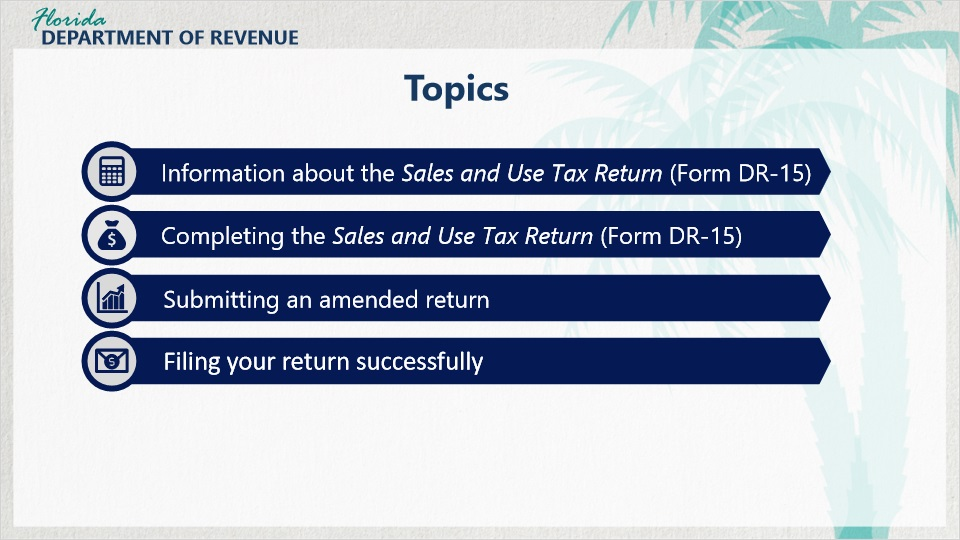 Florida
DEPARTMENT OF REVENUE
Topics
Information about the Sales and Use Tax Return (Form DR-15)
Completing the Sales and Use Tax Return (Form DR-15)
$
Submitting an amended return
Filing your return successfully
$